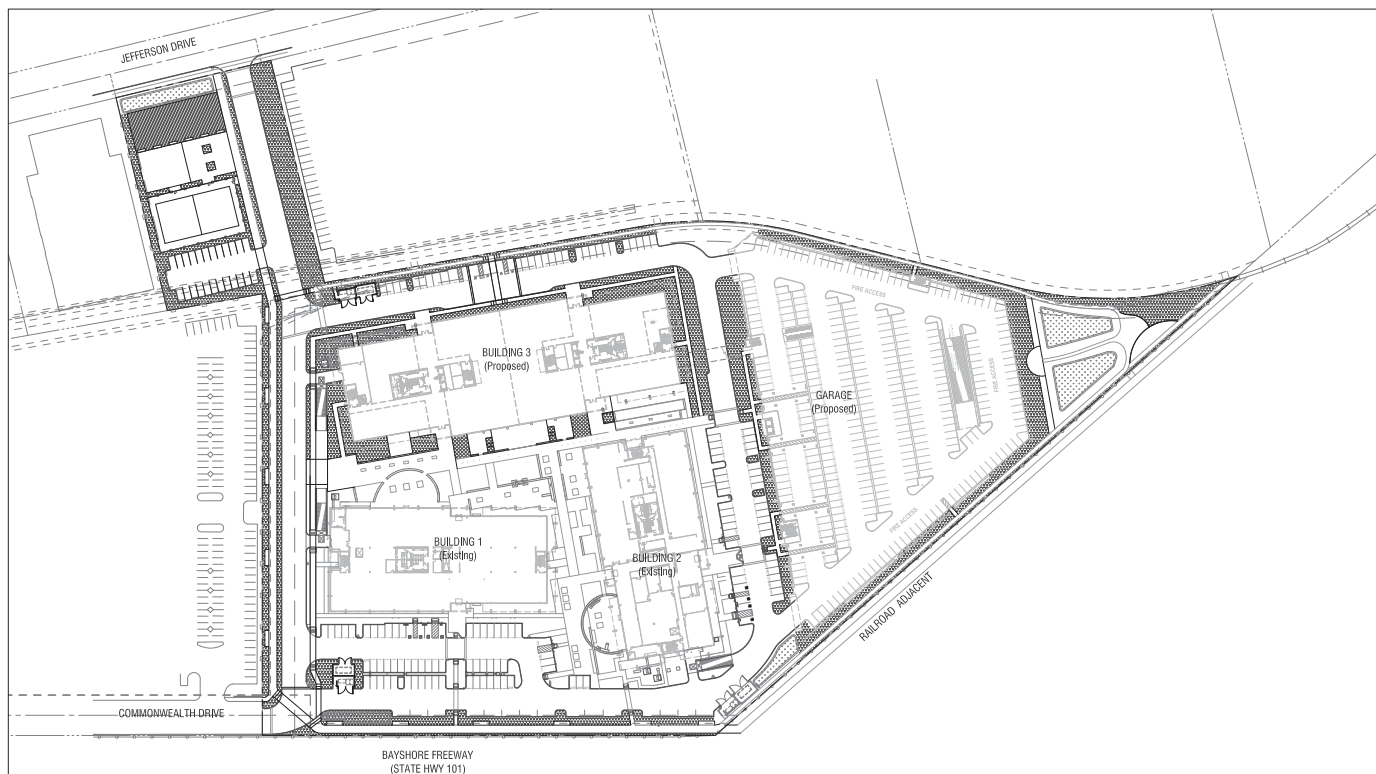 JEFFERSON DRIVE
FIRE ACCESS
BUILDING 3
(Proposed)
FIRE ACCESS
GARAGE
(Proposed)
BUILDING 1
(Existing)
BUILDING 2
(Existing)
FIRE ACCESS
RAILROAD ADJACENT
COMMONWEALTH DRIVE
BAYSHORE FREEWAY
(STATE HWY 101)